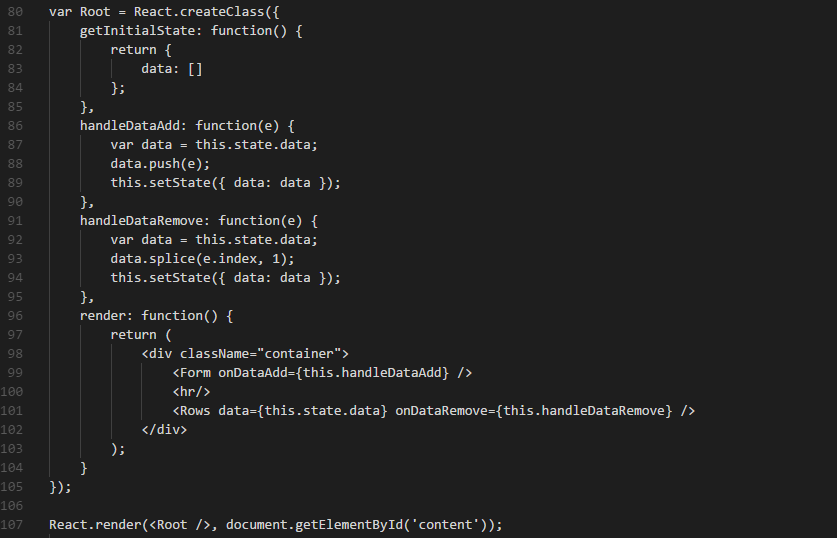 80 var Root = React.createClass({
81     getInitialState: function() {
82         return {
83             data: []
84         };
85     },
86     handleDataAdd: function(e) {
87         var data = this.state.data;
88         data.push(e);
89         this.setState({ data: data });
90     },
91     handleDataRemove: function(e) {
92         var data = this.state.data;
93         data.splice(e.index, 1);
94         this.setState({ data: data });
95     },
96     render: function() {
97         return (
98             <div className="container">
99                 <Form onDataAdd={this.handleDataAdd} />
100                 <hr/>
101                 <Rows data={this.state.data} onDataRemove={this.handleDataRemove} />
102             </div>
103         );
104     }
105 });
106
107 React.render(<Root />, document.getElementById('content'));